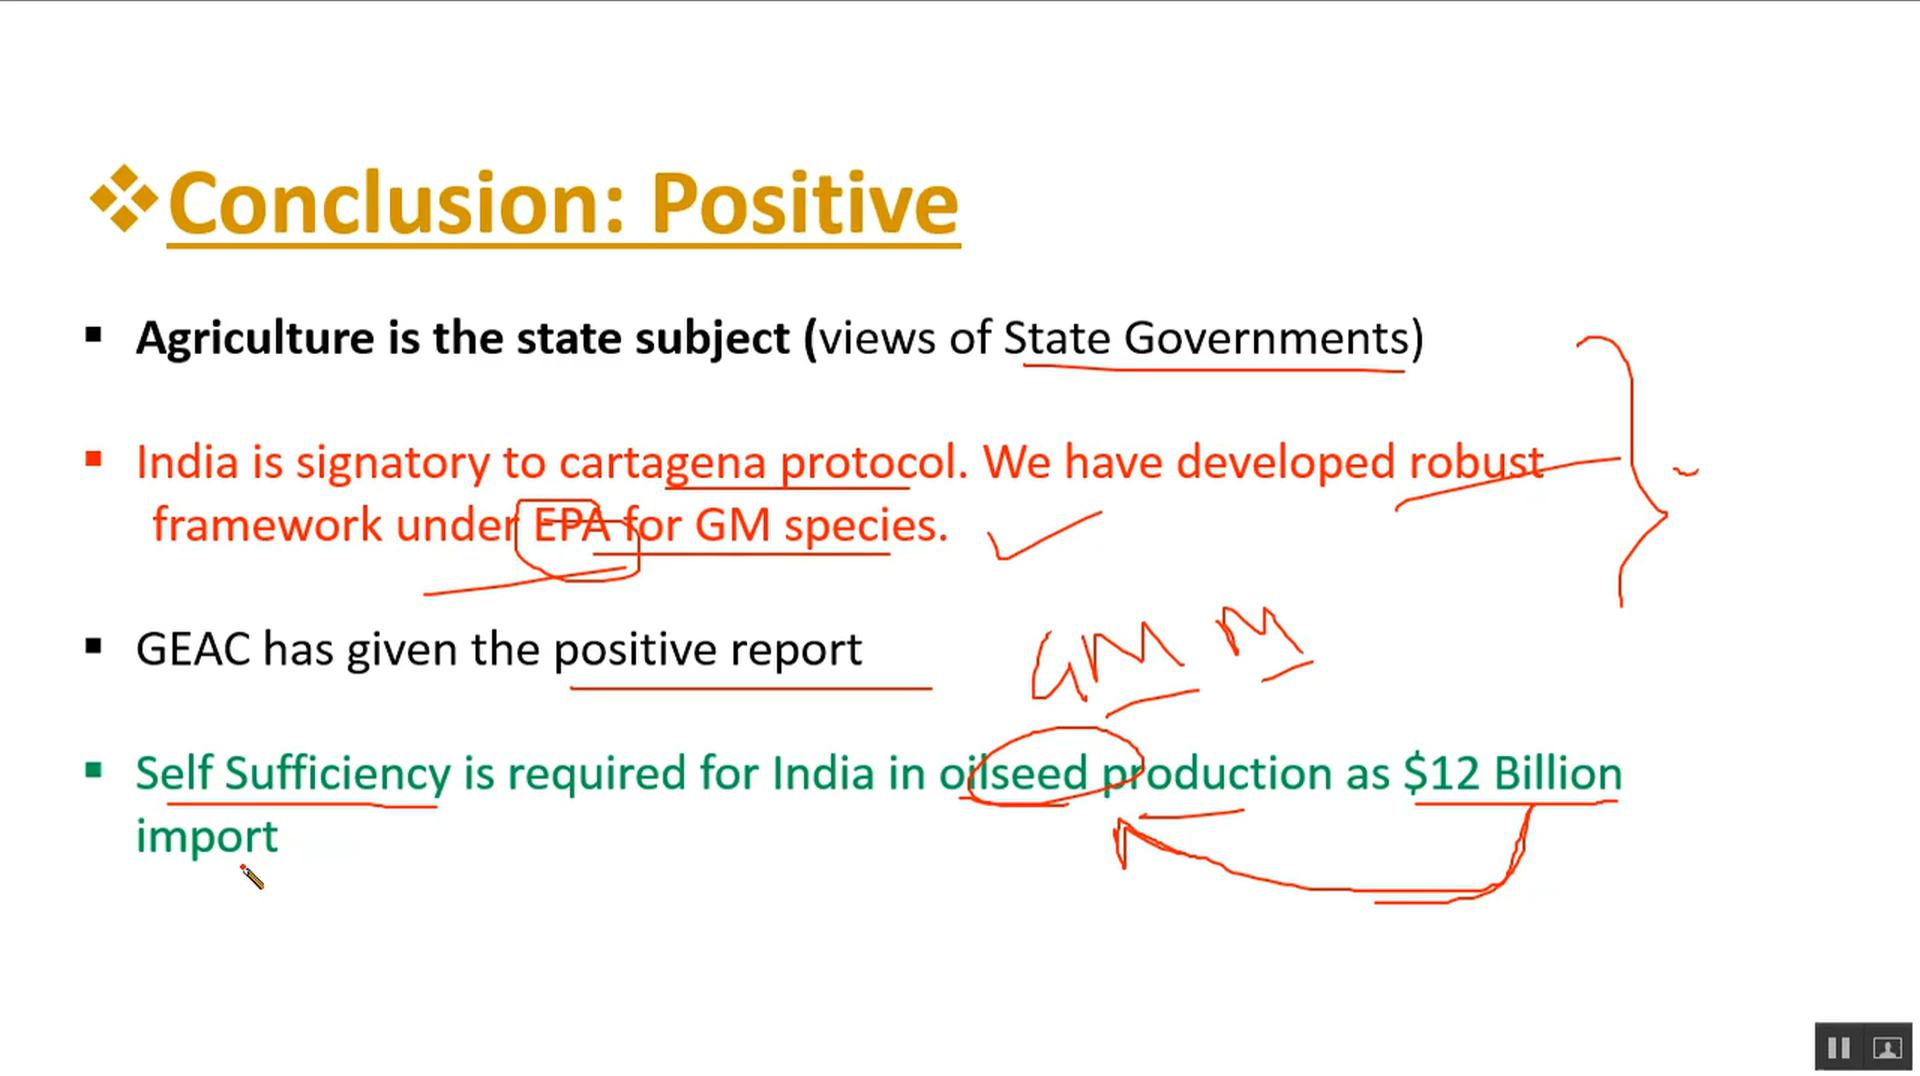 Conclusion: Positive
Agriculture is the state subject (views of State Governments)
India is signatory to cartagena protocol. We have developed robust
framework under EPA for GM species.
GEAC has given the positive report
GM M
Self Sufficiency is required for India in oilseed production as $12 Billion
import